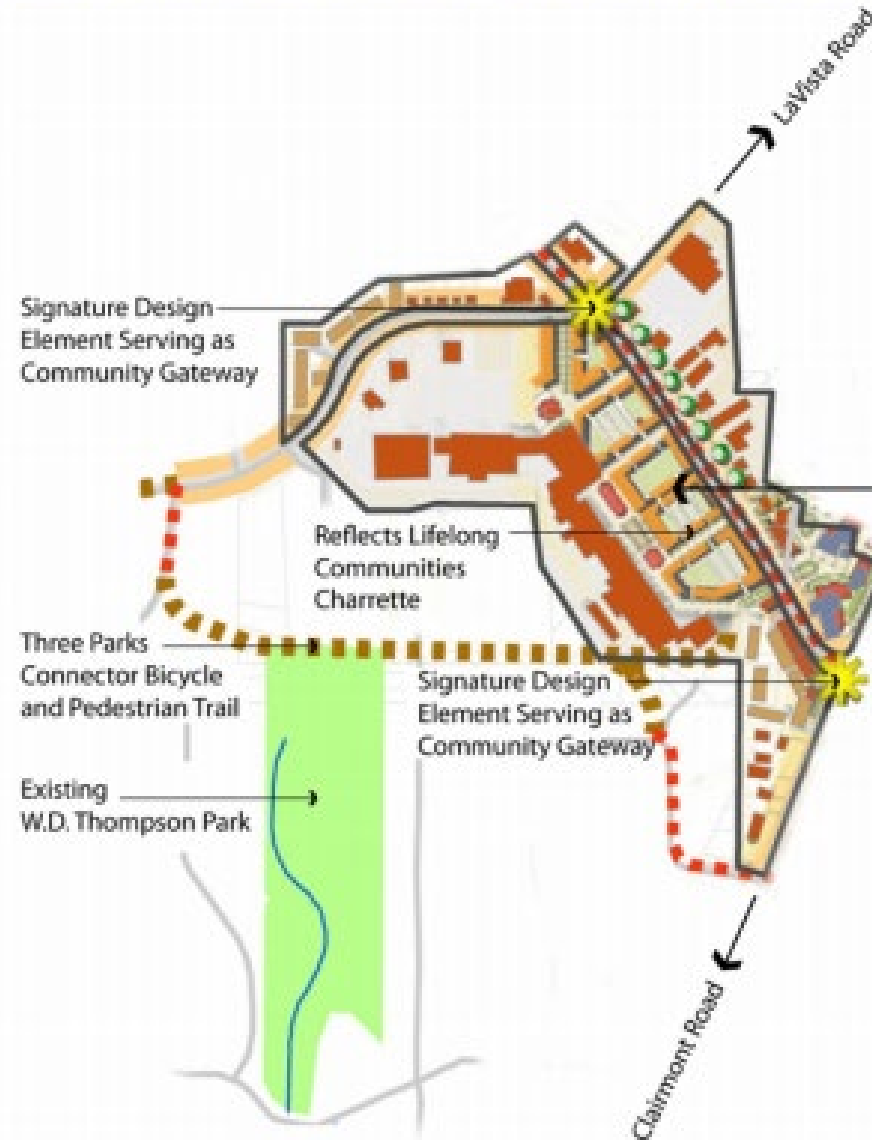 LaVista Road
Signature Design
Element Serving as
Community Gateway
Reflects Lifelong
Communities
Charrette
Three Parks
Connector Bicycle
and Pedestrian Trail
Signature Design
Element Serving as
Community Gateway
Existing
W.D. Thompson Park
Clairmont Road